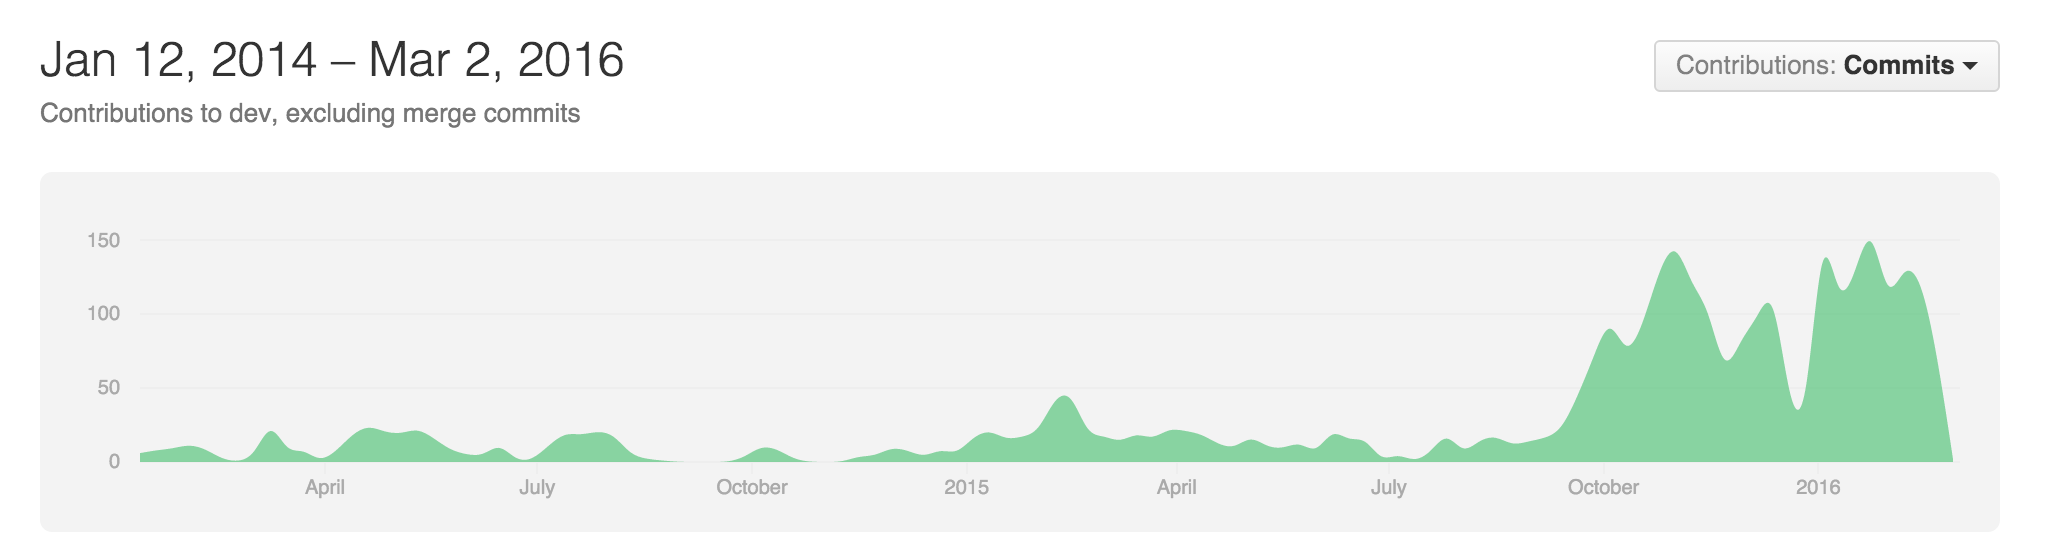 Jan 12, 2014 – Mar 2, 2016
Contributions: Commits
Contributions to dev, excluding merge commits
150
100
50
0
April July October 2015 April July October 2016